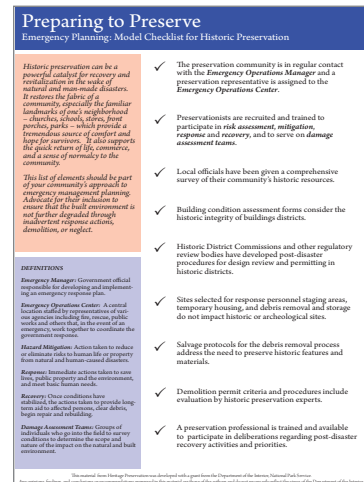 Preparing to Preserve
Emergency Planning: Model Checklist for Historic Preservation
Historic preservation can be a
powerful catalyst for recovery and
revitalization in the wake of
natural and man-made disasters.
It restores the fabric of a
community, especially the familiar
landmarks of one's neighborhood
– churches, schools, stores, front
porches, parks – which provide a
tremendous source of comfort and
hope for survivors. It also supports
the quick return of life, commerce,
and a sense of normalcy to the
community.
This list of elements should be part
of your community's approach to
emergency management planning.
Advocate for their inclusion to
ensure that the built environment is
not further degraded through
inadvertent response actions,
demolition, or neglect.
DEFINITIONS
Emergency Manager: Government official
responsible for developing and implement-
ing an emergency response plan.
Emergency Operations Center: A central
location staffed by representatives of vari-
ous agencies including fire, rescue, public
works and others that, in the event of an
emergency, work together to coordinate the
government response.
Hazard Mitigation: Action taken to reduce
or eliminate risks to human life or property
from natural and human-caused disasters.
Response: Immediate actions taken to save
lives, public property and the environment,
and meet basic human needs.
Recovery: Once conditions have
stabilized, the actions taken to provide long-
term aid to affected persons, clear debris,
begin repair and rebuilding.
Damage Assessment Teams: Groups of
individuals who go into the field to survey
conditions to determine the scope and
nature of the impact on the natural and built
environment.
✓ The preservation community is in regular contact
with the Emergency Operations Manager and a
preservation representative is assigned to the
Emergency Operations Center.
✓ Preservationists are recruited and trained to
participate in risk assessment, mitigation,
response and recovery, and to serve on damage
assessment teams.
✓ Local officials have been given a comprehensive
survey of their community's historic resources.
✓ Building condition assessment forms consider the
historic integrity of buildings districts.
✓ Historic District Commissions and other regulatory
review bodies have developed post-disaster
procedures for design review and permitting in
historic districts.
✓ Sites selected for response personnel staging areas,
temporary housing, and debris removal and storage
do not impact historic or archeological sites.
✓ Salvage protocols for the debris removal process
address the need to preserve historic features and
materials.
✓ Demolition permit criteria and procedures include
evaluation by historic preservation experts.
✓ A preservation professional is trained and available
to participate in deliberations regarding post-disaster
recovery activities and priorities.
This material from Heritage Preservation was developed with a grant from the Department of the Interior, National Park Service.